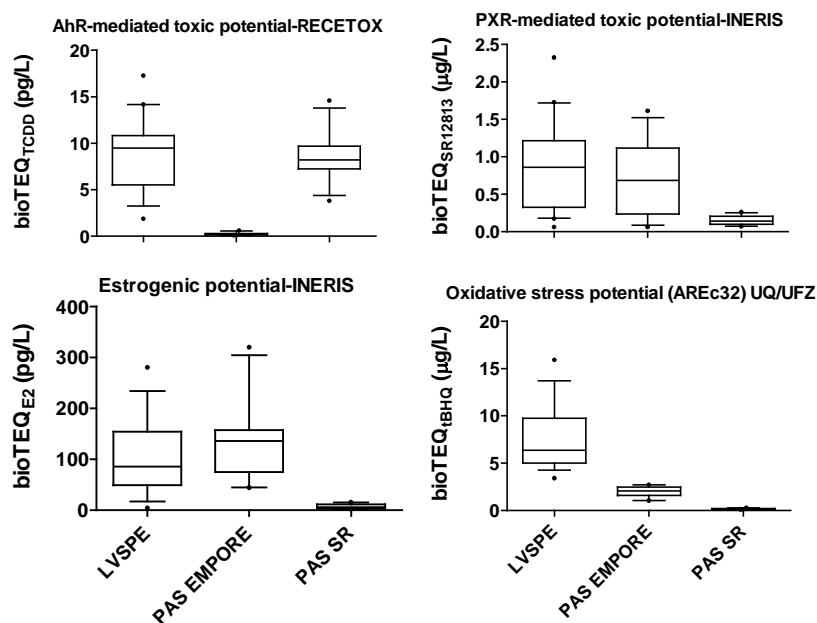 AhR-mediated toxic potential-RECETOX
bioTEQTCDD (pg/L)
20
15
10
5
0
PXR-mediated toxic potential-INERIS
bioTEQSR12813 (µg/L)
2.5
2.0
1.5
1.0
0.5
0.0
Estrogenic potential-INERIS
bioTEQE2 (pg/L)
400
300
200
100
0
LVSPE
PAS EMPORE
PAS SR
Oxidative stress potential (AREc32) UQ/UFZ
bioTEQtBHQ (µg/L)
20
15
10
5
0
LVSPE
PAS EMPORE
PAS SR